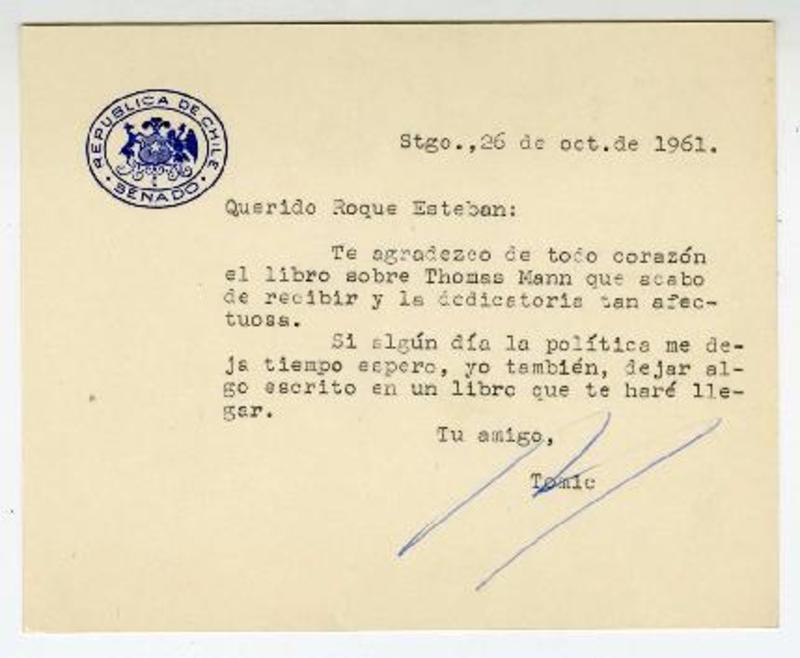 REPUBLICA DE CHILE
· SENADO ·
Stgo., 26 de oct. de 1961.
Querido Roque Esteban:
Te agradezco de todo corazón
el libro sobre Thomas Mann que acabo
de recibir y la dedicatoria tan afec-
tuosa.
Si algún día la política me de-
ja tiempo espero, yo también, dejar al-
go escrito en un libro que te haré lle-
gar.
Tu amigo,
Tomic